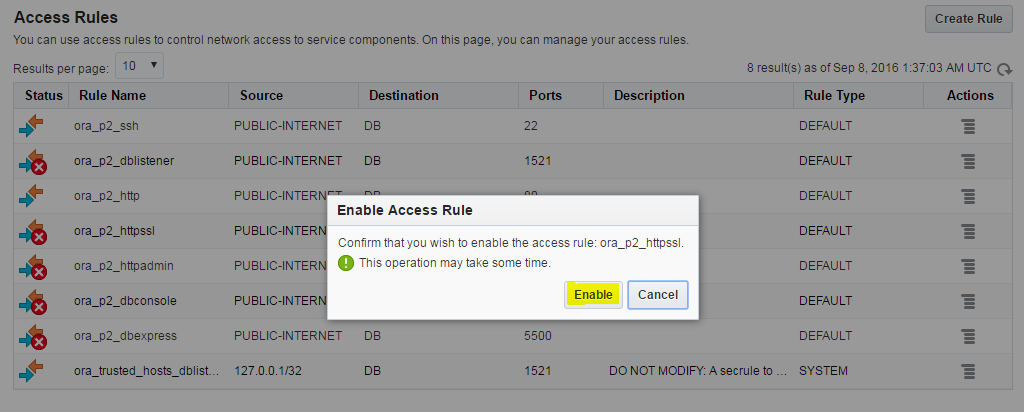 Access Rules
Create Rule
You can use access rules to control network access to service components. On this page, you can manage your access rules.
Results per page: 10
8 result(s) as of Sep 8, 2016 1:37:03 AM UTC
Status Rule Name Source Destination Ports Description Rule Type Actions
ora_p2_ssh PUBLIC-INTERNET DB 22 DEFAULT
ora_p2_dblistener PUBLIC-INTERNET DB 1521 DEFAULT
ora_p2_http PUBLIC-INTERNET DB 80 DEFAULT
ora_p2_httpssl PUBLIC-INTERNET DEFAULT
ora_p2_httpadmin PUBLIC-INTERNET DEFAULT
ora_p2_dbconsole PUBLIC-INTERNET DEFAULT
ora_p2_dbexpress PUBLIC-INTERNET DB 5500 DEFAULT
ora_trusted_hosts_dblist... 127.0.0.1/32 DB 1521 DO NOT MODIFY: A secrule to ... SYSTEM
Enable Access Rule
Confirm that you wish to enable the access rule: ora_p2_httpssl.
This operation may take some time.
Enable Cancel